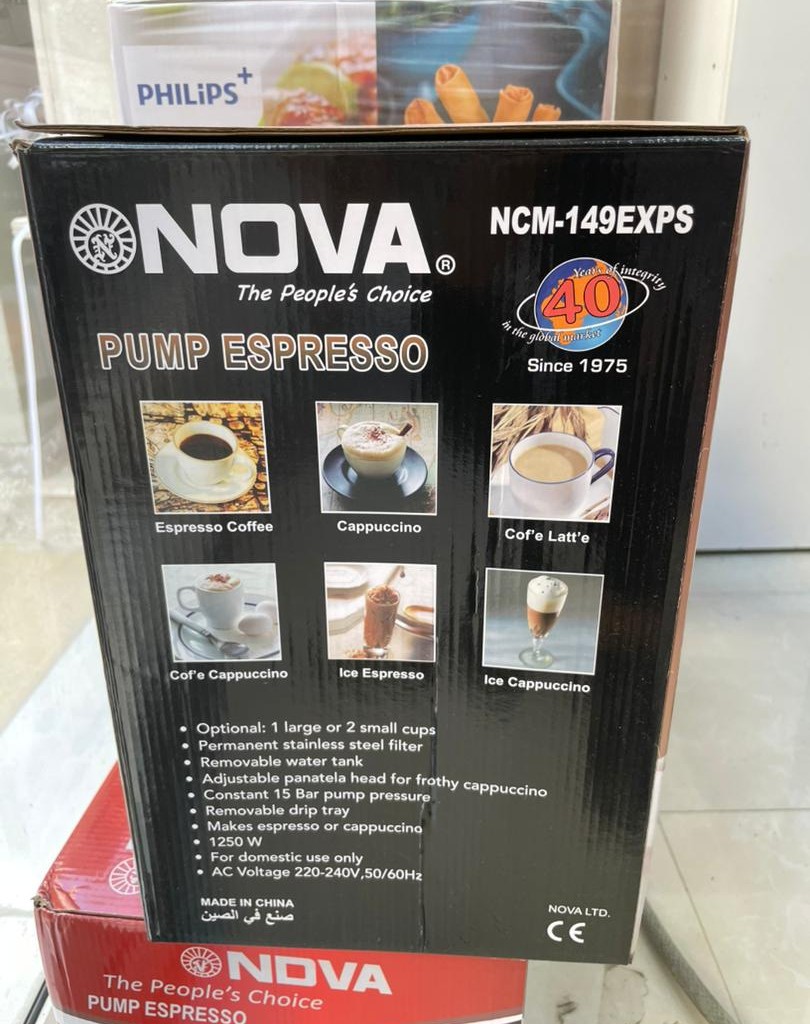 PHILiPS+
NOVA®
The People's Choice
NCM-149EXPS
Years of integrity
40
in the global market
Since 1975
PUMP ESPRESSO
Espresso Coffee
Cappuccino
Cof'e Latt'e
Cof'e Cappuccino
Ice Espresso
Ice Cappuccino
• Optional: 1 large or 2 small cups
• Permanent stainless steel filter
• Removable water tank
• Adjustable panatela head for frothy cappuccino
• Constant 15 Bar pump pressure
• Removable drip tray
• Makes espresso or cappuccino
• 1250 W
• For domestic use only
• AC Voltage 220-240V,50/60Hz
MADE IN CHINA
صنع في الصين
NOVA LTD.
CE
NOVA
The People's Choice
PUMP ESPRESSO